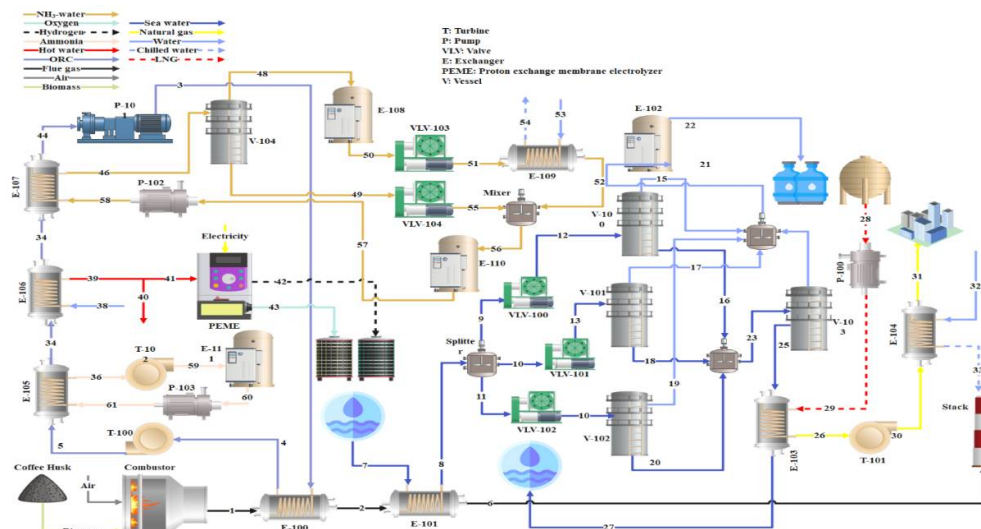 NH₃-water
Oxygen
Hydrogen
Ammonia
Hot water
ORC
Flue gas
Air
Biomass
Sea water
Natural gas
Water
Chilled water
LNG
T: Turbine
P: Pump
VLV: Valve
E: Exchanger
PEME: Proton exchange membrane electrolyzer
V: Vessel
3
48
E-108
VLV-103
50
51
54
53
E-109
E-102
22
21
P-10
1
44
V-104
46
E-107
P-102
58
49
VLV-104
55
Mixer
52
15
V-10
0
28
P-100
34
57
56
E-110
12
Electricity
39
41
40
38
E-106
42
43
PEME
9
VLV-100
V-101
17
16
13
31
32
E-104
V-10
3
34
T-10
2
59
E-11
1
Splitte
r
10
VLV-101
18
23
25
19
36
P-103
60
61
E-105
11
VLV-102
10
V-102
29
33
Stack
5
T-100
4
20
26
30
T-101
E-103
Coffee Husk
Air
Combustor
7
8
1
E-100
2
E-101
6
27